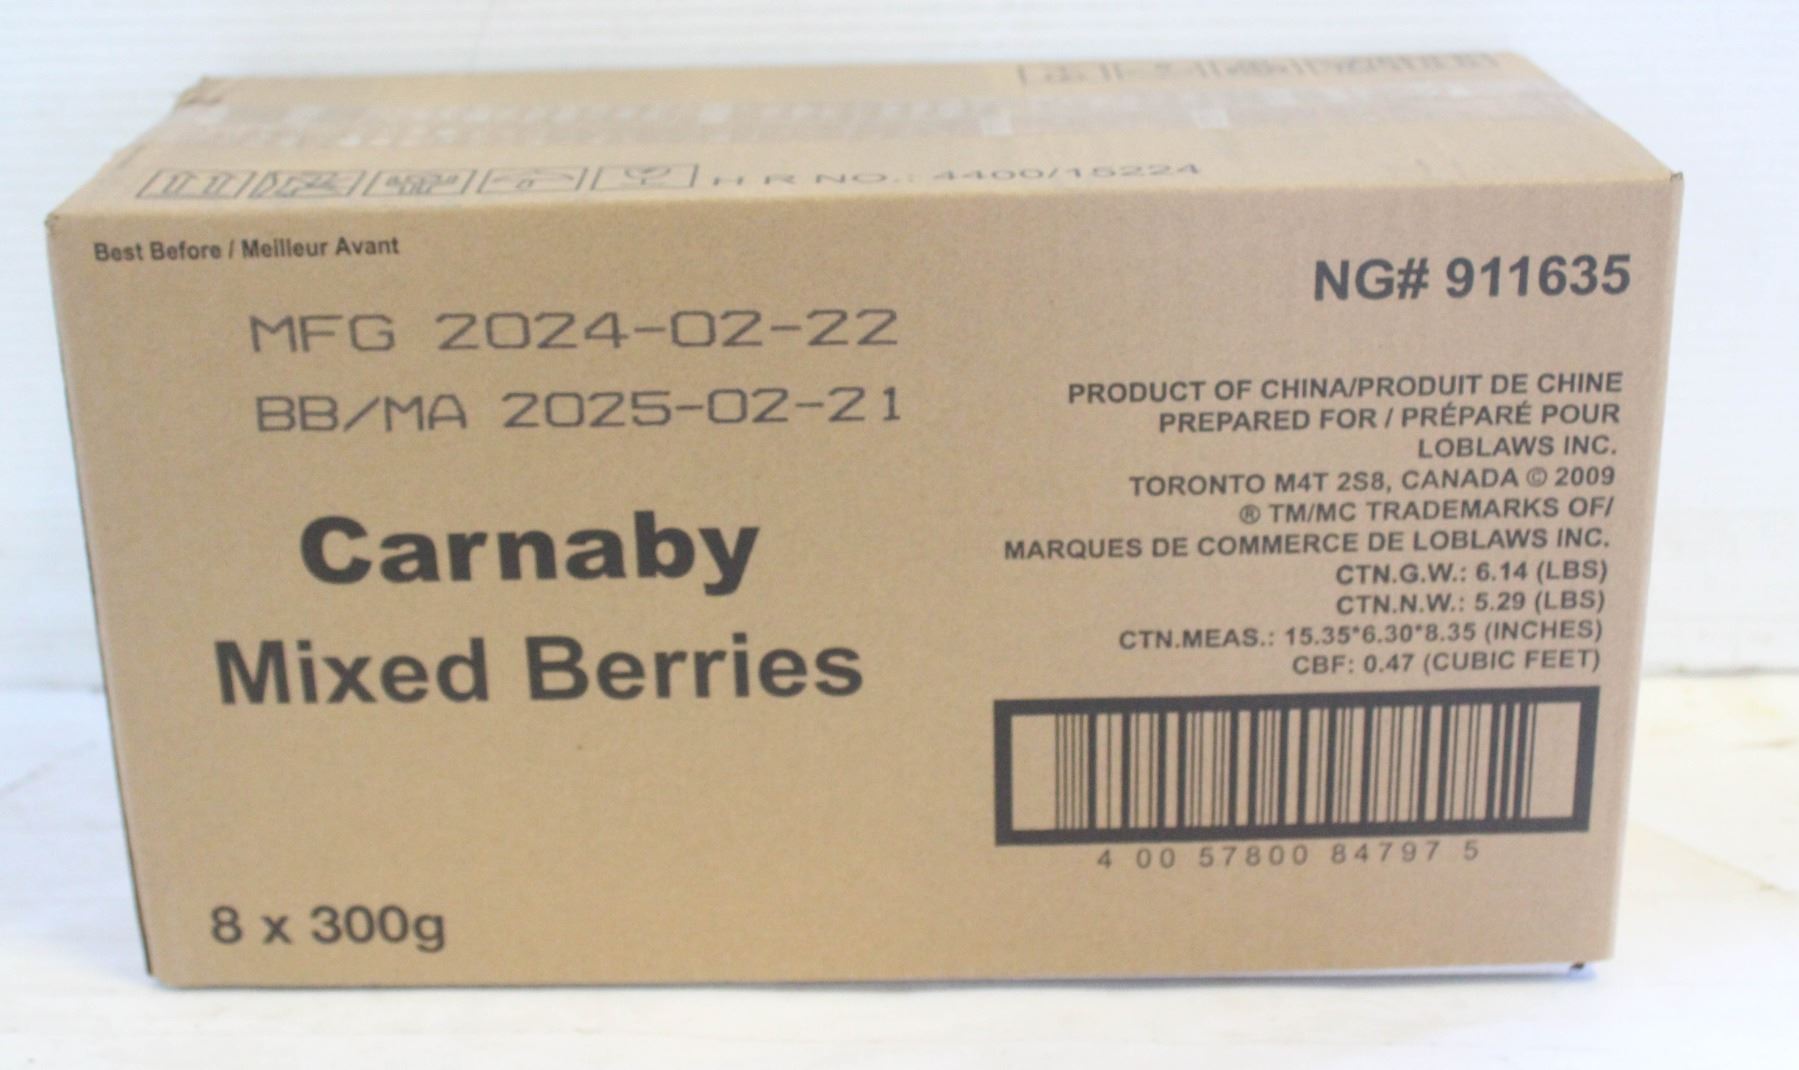 H R NO.: 4400/15224
Best Before / Meilleur Avant
MFG 2024-02-22
BB/MA 2025-02-21
Carnaby
Mixed Berries
8 x 300g
NG# 911635
PRODUCT OF CHINA/PRODUIT DE CHINE
PREPARED FOR / PRÉPARÉ POUR
LOBLAWS INC.
TORONTO M4T 2S8, CANADA © 2009
® TM/MC TRADEMARKS OF/
MARQUES DE COMMERCE DE LOBLAWS INC.
CTN.G.W.: 6.14 (LBS)
CTN.N.W.: 5.29 (LBS)
CTN.MEAS.: 15.35*6.30*8.35 (INCHES)
CBF: 0.47 (CUBIC FEET)
4 00 57800 84797 5